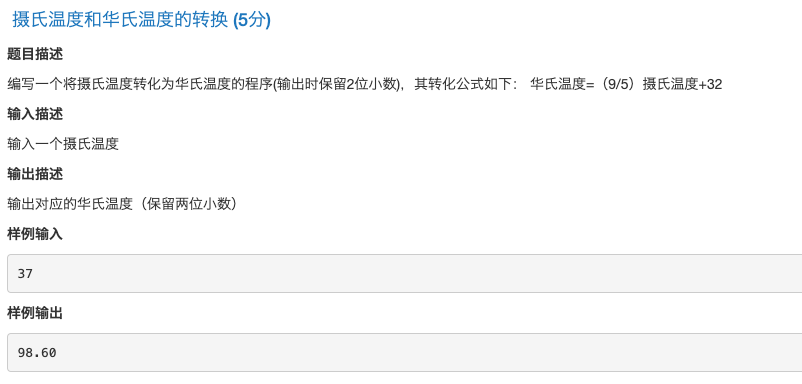 摄氏温度和华氏温度的转换 (5分)
题目描述
编写一个将摄氏温度转化为华氏温度的程序(输出时保留2位小数)，其转化公式如下： 华氏温度=（9/5）摄氏温度+32
输入描述
输入一个摄氏温度
输出描述
输出对应的华氏温度（保留两位小数）
样例输入
37
样例输出
98.60